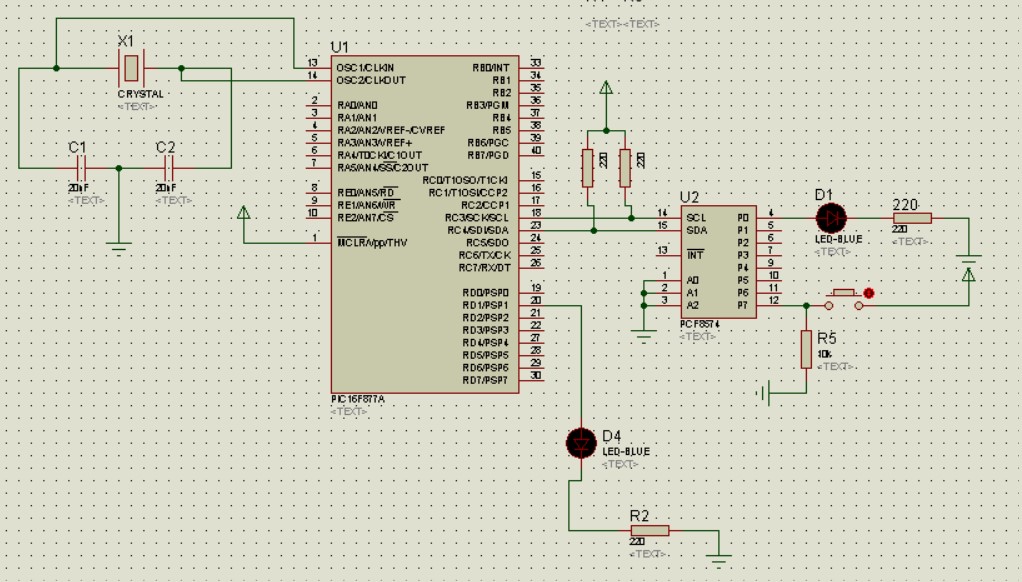 <TEXT> <TEXT>
X1
CRYSTAL
<TEXT>
C1
20nF
<TEXT>
C2
20nF
<TEXT>
U1
13 OSC1/CLKIN
14 OSC2/CLKOUT
2 RA0/AN0
3 RA1/AN1
4 RA2/AN2/VREF-/CVREF
5 RA3/AN3/VREF+
6 RA4/T0CKI/C1OUT
7 RA5/AN4/SS/C2OUT
8 RE0/AN5/RD
9 RE1/AN6/WR
10 RE2/AN7/CS
1 MCLR/Vpp/THV
RB0/INT 33
RB1 34
RB2 35
RB3/PGM 36
RB4 37
RB5 38
RB6/PGC 39
RB7/PGD 40
RC0/T1OSO/T1CKI 15
RC1/T1OSI/CCP2 16
RC2/CCP1 17
RC3/SCK/SCL 18
RC4/SDI/SDA 23
RC5/SDO 24
RC6/TX/CK 25
RC7/RX/DT 26
RD0/PSP0 19
RD1/PSP1 20
RD2/PSP2 21
RD3/PSP3 22
RD4/PSP4 27
RD5/PSP5 28
RD6/PSP6 29
RD7/PSP7 30
PIC16F877A
<TEXT>
220
220
U2
14 SCL
15 SDA
13 INT
1 A0
2 A1
3 A2
P0 4
P1 5
P2 6
P3 7
P4 9
P5 10
P6 11
P7 12
PCF8574
<TEXT>
D1
LED-BLUE
<TEXT>
220
220
<TEXT>
R5
10k
<TEXT>
D4
LED-BLUE
<TEXT>
R2
220
<TEXT>